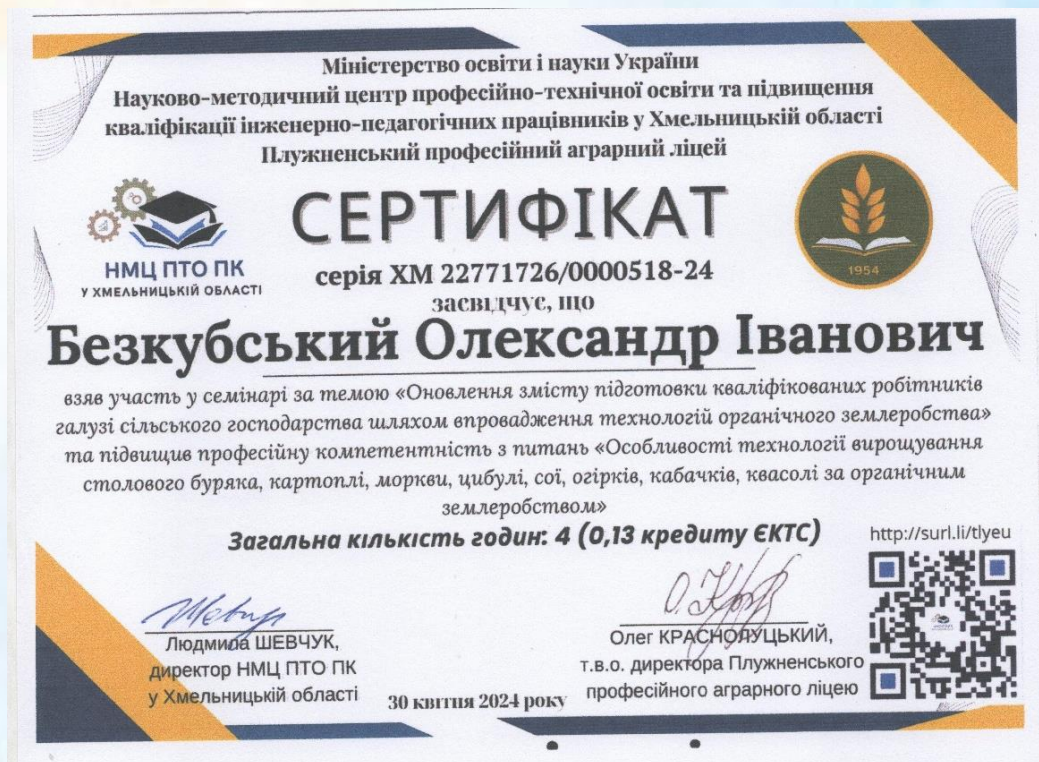 Міністерство освіти і науки України
Науково-методичний центр професійно-технічної освіти та підвищення
кваліфікації інженерно-педагогічних працівників у Хмельницькій області
Плужненський професійний аграрний ліцей
НМЦ ПТО ПК
У ХМЕЛЬНИЦЬКІЙ ОБЛАСТІ
СЕРТИФІКАТ
1954
серія ХМ 22771726/0000518-24
засвідчує, що
Безкубський Олександр Іванович
взяв участь у семінарі за темою «Оновлення змісту підготовки кваліфікованих робітників
галузі сільського господарства шляхом впровадження технологій органічного землеробства»
та підвищив професійну компетентність з питань «Особливості технології вирощування
столового буряка, картоплі, моркви, цибулі, сої, огірків, кабачків, квасолі за органічним
землеробством»
Загальна кількість годин: 4 (0,13 кредиту ЄКТС)
http://surl.li/tlyeu
Людмила ШЕВЧУК,
директор НМЦ ПТО ПК
у Хмельницькій області
30 квітня 2024 року
Олег КРАСНОЛУЦЬКИЙ,
т.в.о. директора Плужненського
професійного аграрного ліцею